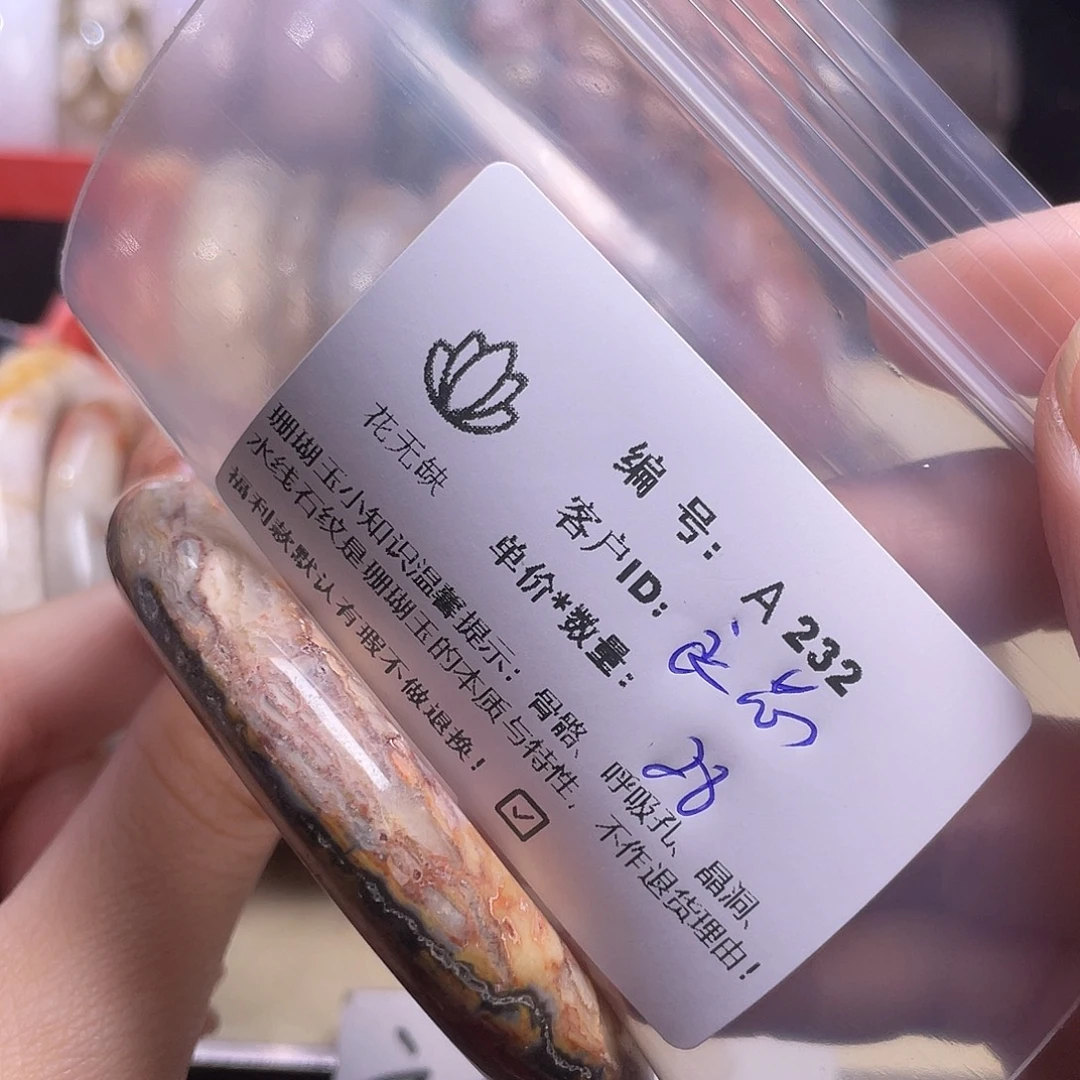 花无缺
编 号: A 232
客户ID:
单价*数量: 28
珊瑚玉小知识温馨提示: 骨骼、呼吸孔、晶洞、
水线石纹是珊瑚玉的本质与特性, 不作退货理由!
福利款默认有瑕不做退换!